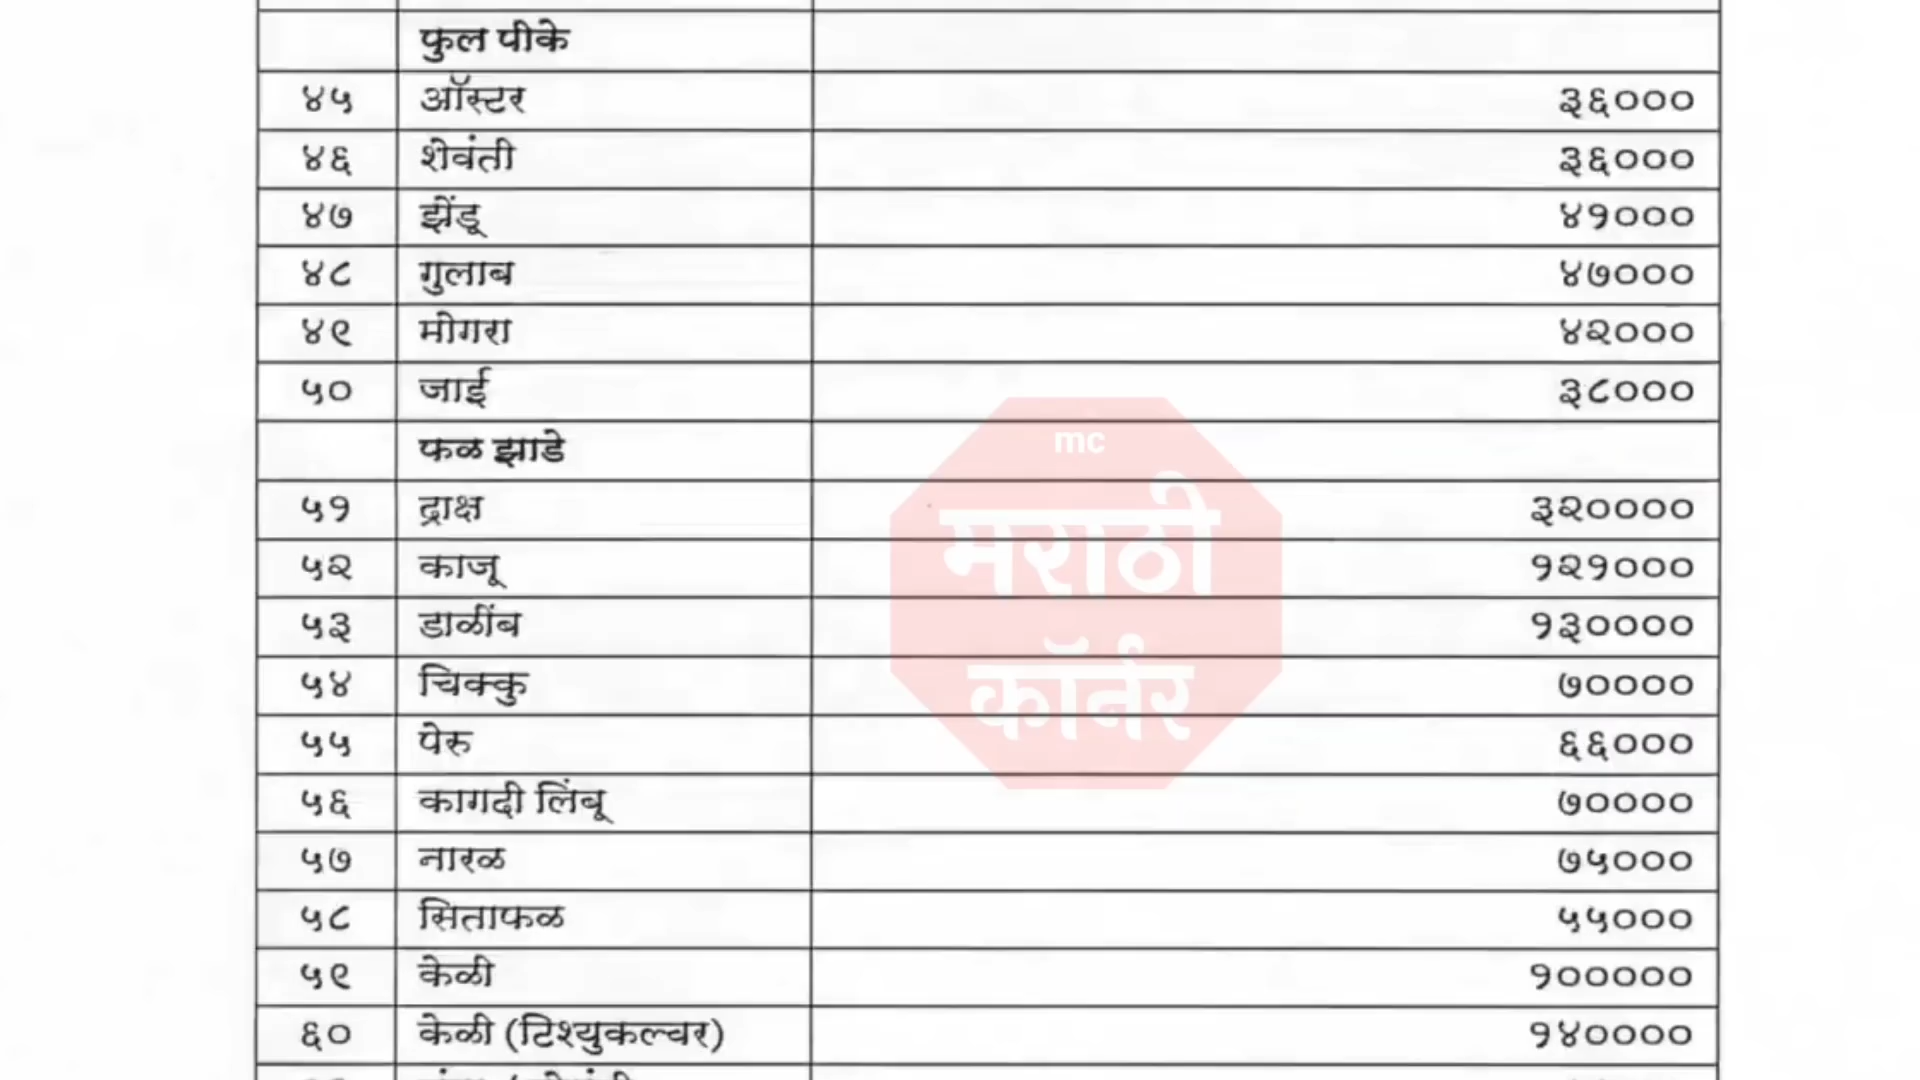 फुल पीके
४५ ऑस्टर ३६०००
४६ शेवंती ३६०००
४७ झेंडू ४१०००
४८ गुलाब ४७०००
४९ मोगरा ४२०००
५० जाई ३८०००
फळ झाडे
५१ द्राक्ष ३२००००
५२ काजू १२१०००
५३ डाळींब १३००००
५४ चिक्कु ७००००
५५ पेरु ६६०००
५६ कागदी लिंबू ७००००
५७ नारळ ७५०००
५८ सिताफळ ५५०००
५९ केळी १०००००
६० केळी (टिश्युकल्चर) १४००००
mc
मराठी
कॉर्नर